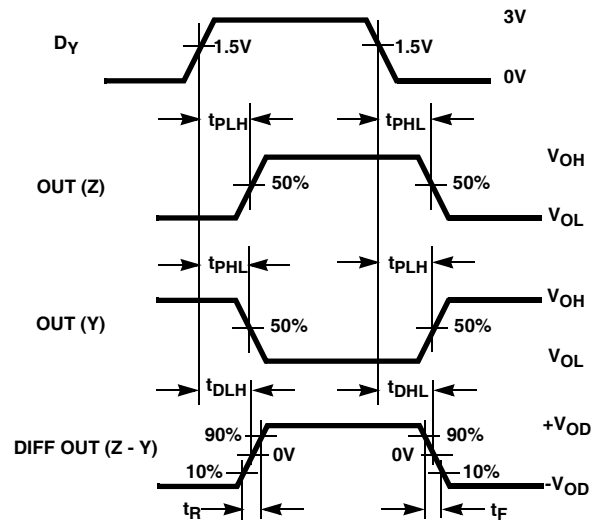 3V
DY
1.5V
1.5V
0V
tPLH
tPHL
VOH
OUT (Z)
50%
50%
VOL
tPHL
tPLH
VOH
OUT (Y)
50%
50%
VOL
tDLH
tDHL
+VOD
90%
90%
DIFF OUT (Z - Y)
0V
0V
10%
10%
-VOD
tR
tF